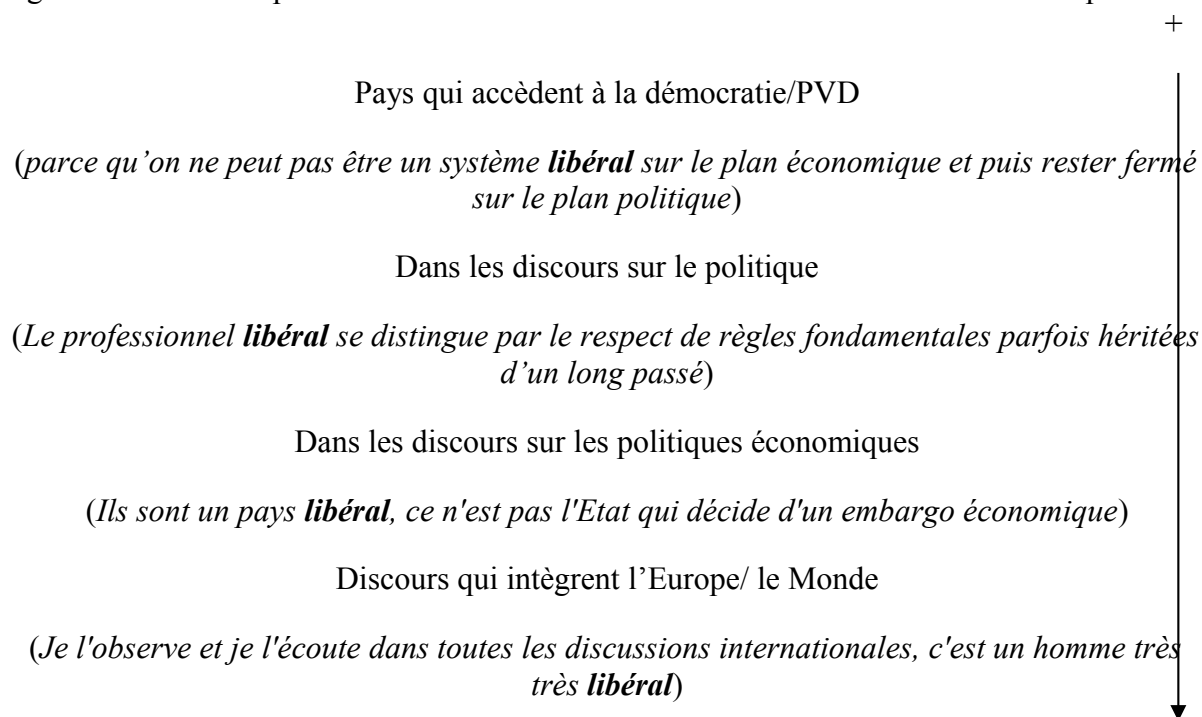 +
Pays qui accèdent à la démocratie/PVD
(parce qu’on ne peut pas être un système libéral sur le plan économique et puis rester fermé
sur le plan politique)
Dans les discours sur le politique
(Le professionnel libéral se distingue par le respect de règles fondamentales parfois héritées
d’un long passé)
Dans les discours sur les politiques économiques
(Ils sont un pays libéral, ce n'est pas l'Etat qui décide d'un embargo économique)
Discours qui intègrent l’Europe/ le Monde
(Je l'observe et je l'écoute dans toutes les discussions internationales, c'est un homme très
très libéral)